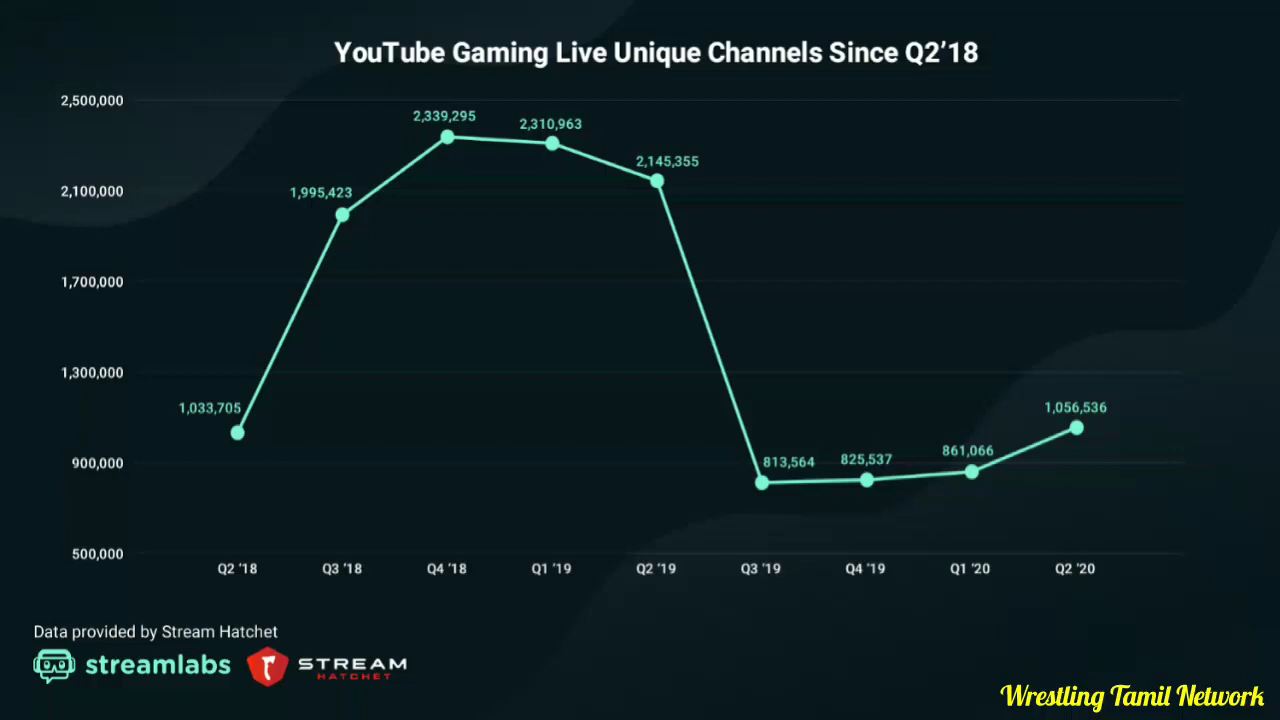 YouTube Gaming Live Unique Channels Since Q2’18
2,500,000
2,339,295
2,310,963
2,145,355
2,100,000
1,995,423
1,700,000
1,300,000
1,033,705
1,056,536
900,000
813,564
825,537
861,066
500,000
Q2 ’18
Q3 ’18
Q4 ’18
Q1 ’19
Q2 ’19
Q3 ’19
Q4 ’19
Q1 ’20
Q2 ’20
Data provided by Stream Hatchet
streamlabs
STREAM
HATCHET
Wrestling Tamil Network